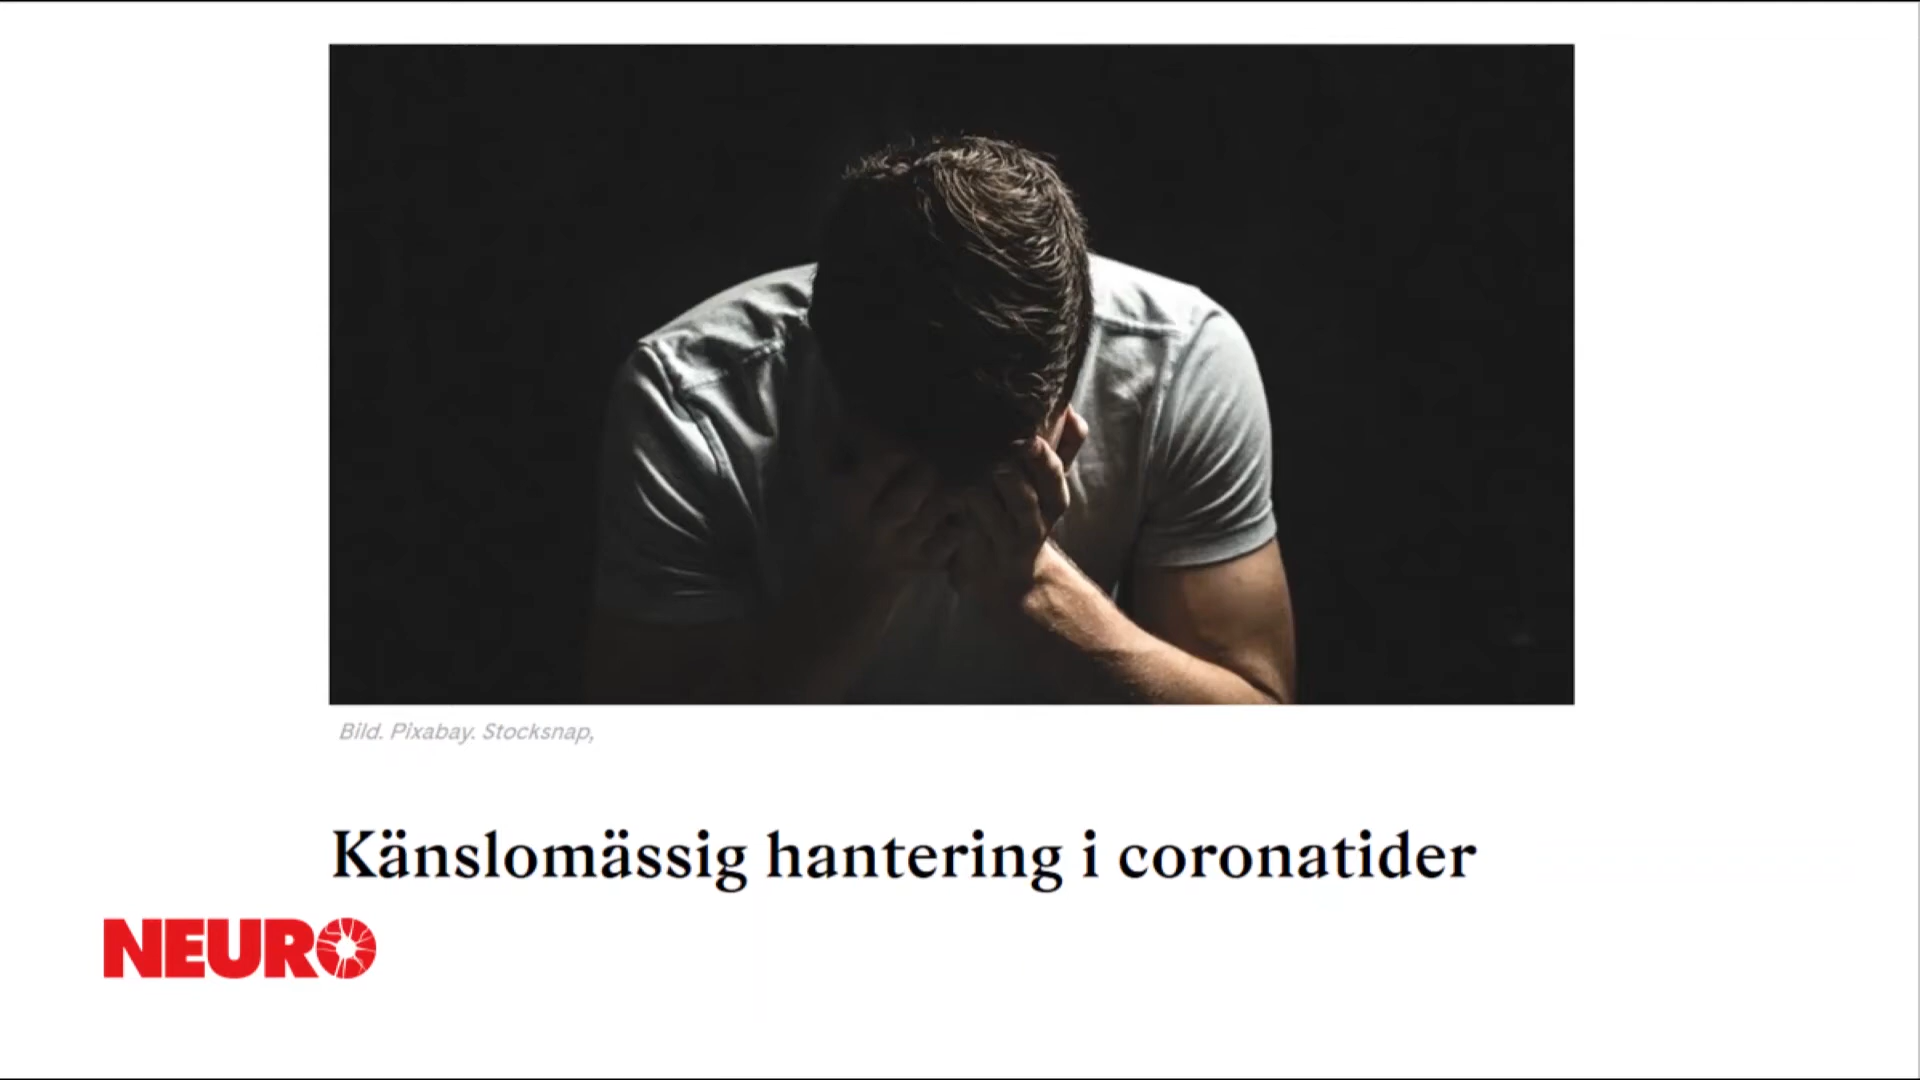 Bild. Pixabay. Stocksnap,
Känslomässig hantering i coronatider
NEURO